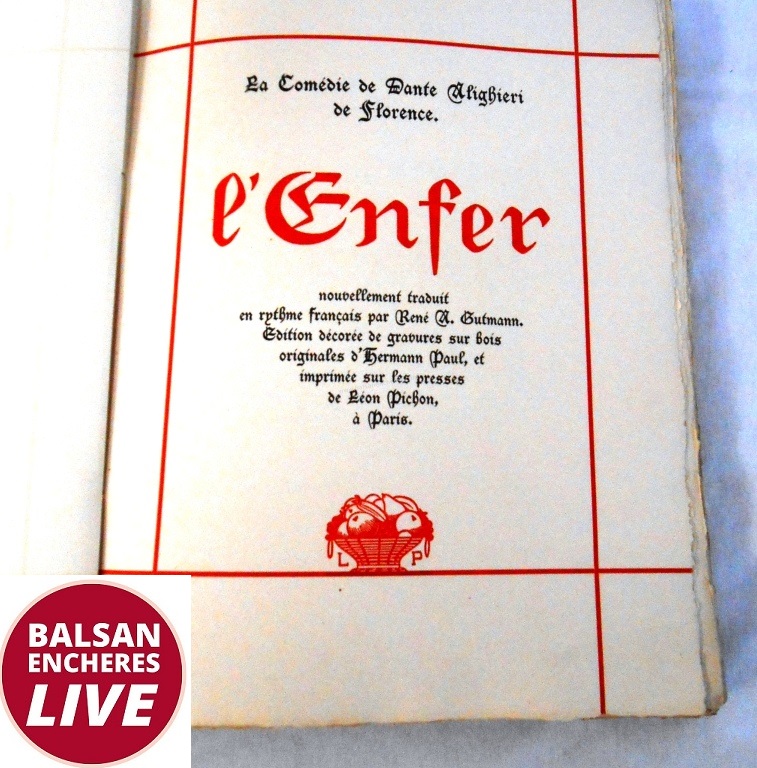 La Comédie de Dante Alighieri
de Florence.
l'Enfer
nouvellement traduit
en rythme français par René A. Gutmann.
Edition décorée de gravures sur bois
originales d'Hermann Paul, et
imprimée sur les presses
de Léon Pichon,
à Paris.
L P
BALSAN
ENCHERES
LIVE